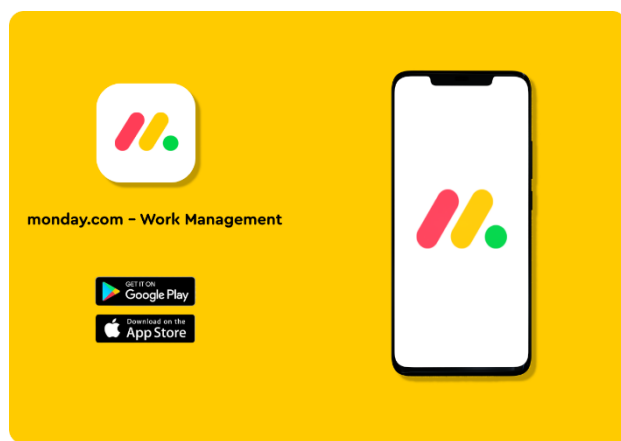 monday.com – Work Management
GET IT ON
Google Play
Download on the
App Store